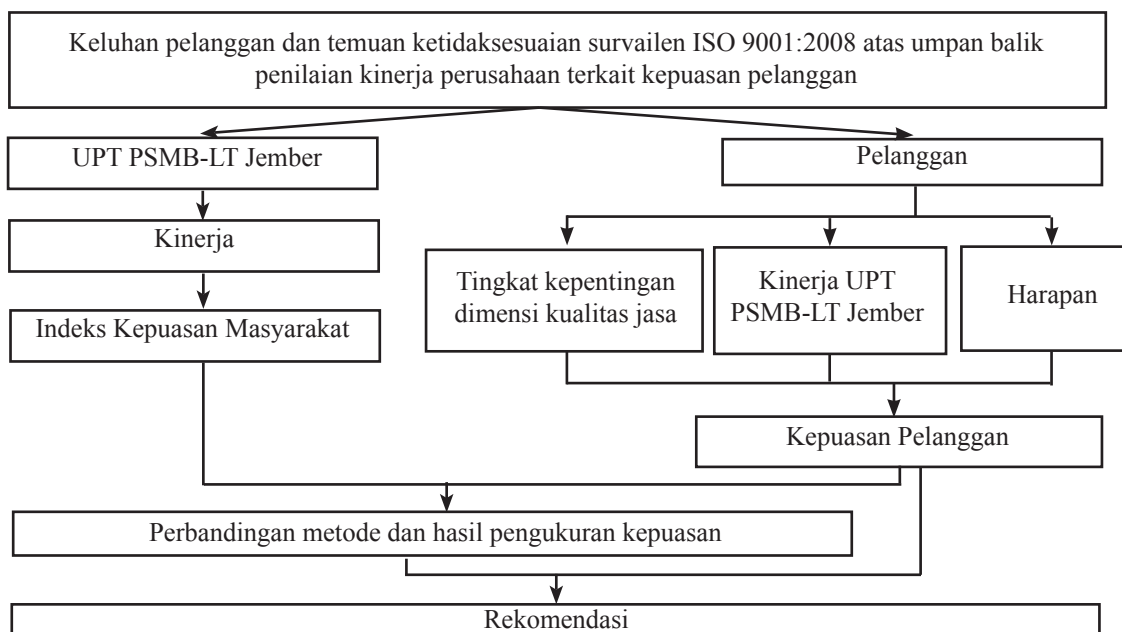 Keluhan pelanggan dan temuan ketidaksesuaian survailen ISO 9001:2008 atas umpan balik
penilaian kinerja perusahaan terkait kepuasan pelanggan
UPT PSMB-LT Jember
Pelanggan
Kinerja
Tingkat kepentingan
dimensi kualitas jasa
Kinerja UPT
PSMB-LT Jember
Harapan
Indeks Kepuasan Masyarakat
Kepuasan Pelanggan
Perbandingan metode dan hasil pengukuran kepuasan
Rekomendasi